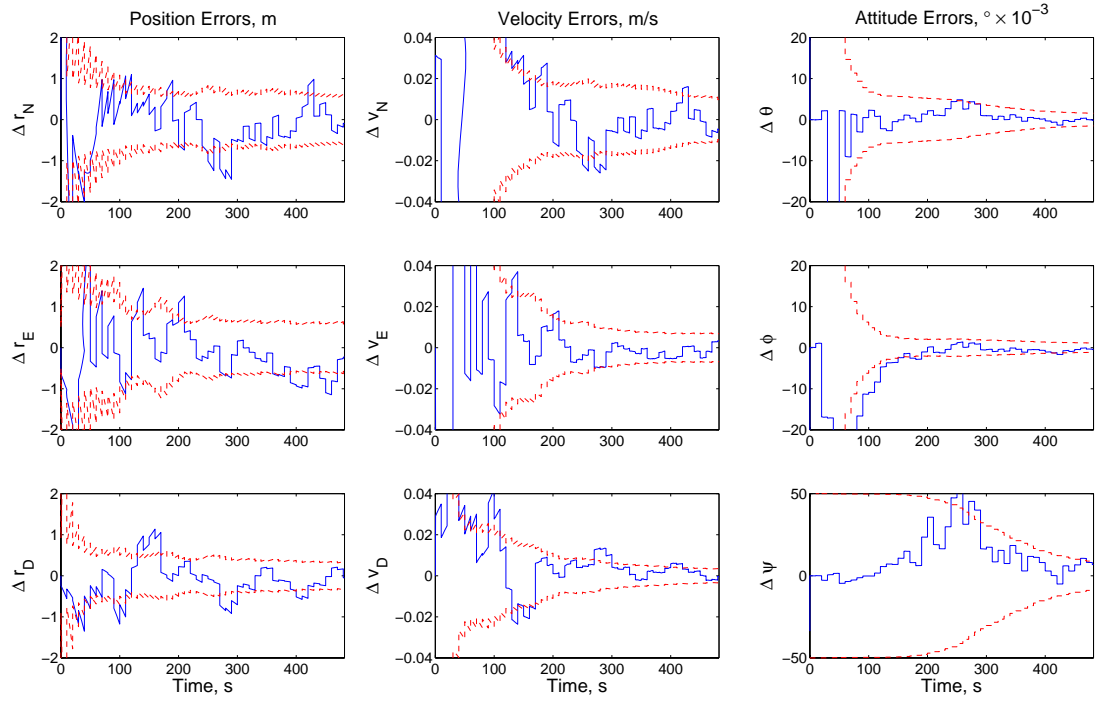 Position Errors, m
Velocity Errors, m/s
Attitude Errors, ° × 10⁻³
Δ r_N
2
1
0
−1
−2
0 100 200 300 400
Δ v_N
0.04
0.02
0
−0.02
−0.04
0 100 200 300 400
Δ θ
20
10
0
−10
−20
0 100 200 300 400
Δ r_E
2
1
0
−1
−2
0 100 200 300 400
Δ v_E
0.04
0.02
0
−0.02
−0.04
0 100 200 300 400
Δ ϕ
20
10
0
−10
−20
0 100 200 300 400
Δ r_D
2
1
0
−1
−2
0 100 200 300 400
Time, s
Δ v_D
0.04
0.02
0
−0.02
−0.04
0 100 200 300 400
Time, s
Δ ψ
50
0
−50
0 100 200 300 400
Time, s